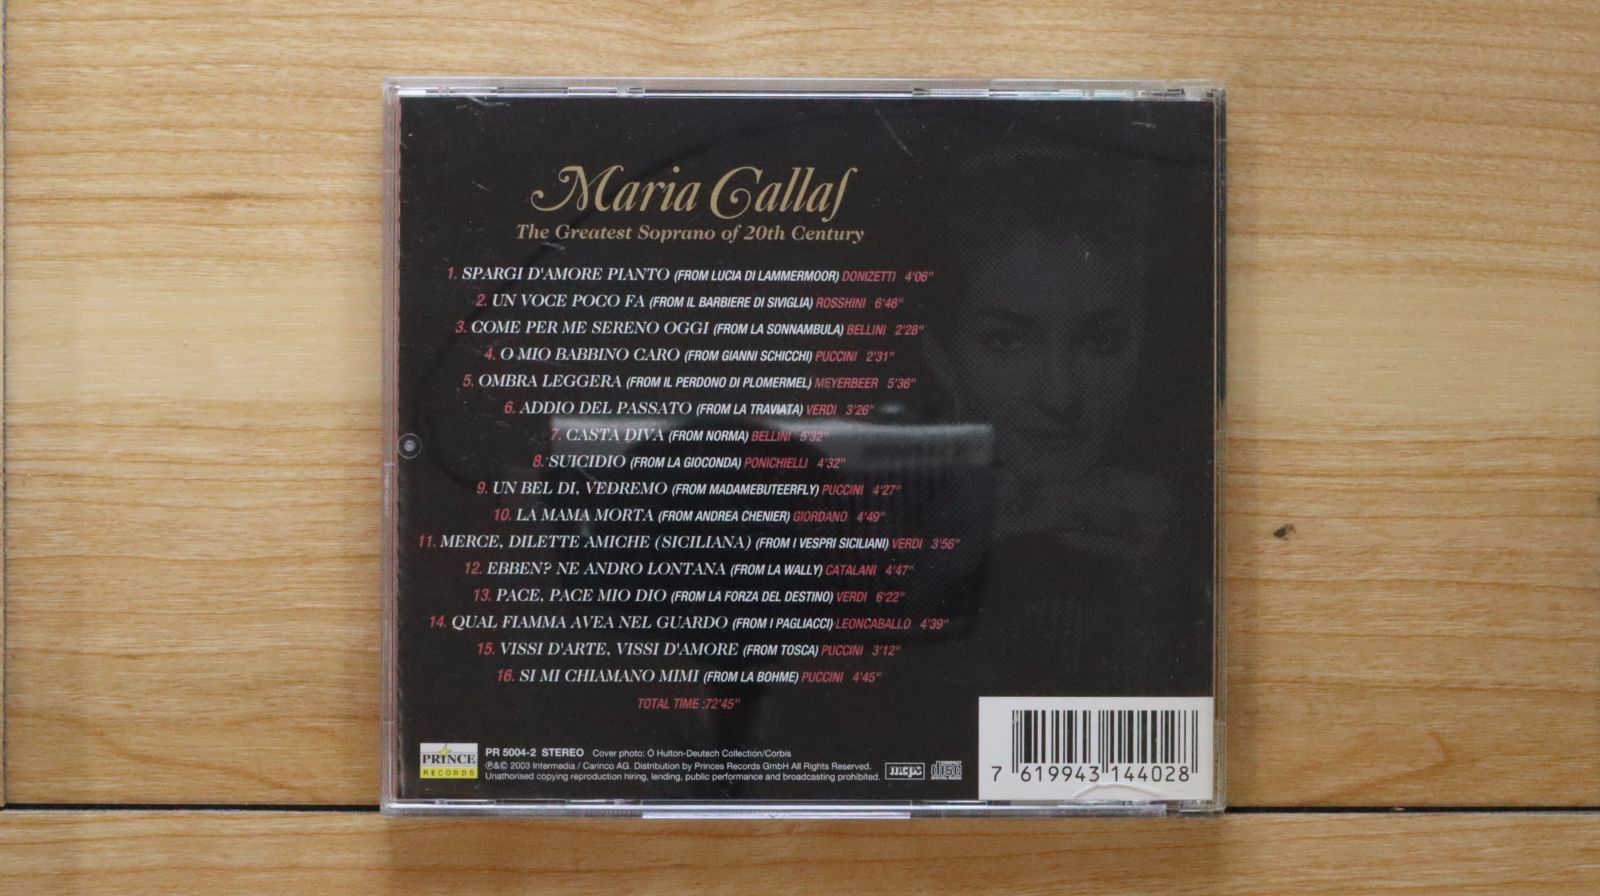 Maria Callas
The Greatest Soprano of 20th Century
1. SPARGI D'AMORE PIANTO (FROM LUCIA DI LAMMERMOOR) DONIZETTI 4'06"
2. UN VOCE POCO FA (FROM IL BARBIERE DI SIVIGLIA) ROSSHINI 6'46"
3. COME PER ME SERENO OGGI (FROM LA SONNAMBULA) BELLINI 2'28"
4. O MIO BABBINO CARO (FROM GIANNI SCHICCHI) PUCCINI 2'31"
5. OMBRA LEGGERA (FROM IL PERDONO DI PLOMERMEL) MEYERBEER 5'36"
6. ADDIO DEL PASSATO (FROM LA TRAVIATA) VERDI 3'26"
7. CASTA DIVA (FROM NORMA) BELLINI 5'32"
8. SUICIDIO (FROM LA GIOCONDA) PONICHIELLI 4'32"
9. UN BEL DI, VEDREMO (FROM MADAMEBUTEERFLY) PUCCINI 4'27"
10. LA MAMA MORTA (FROM ANDREA CHENIER) GIORDANO 4'49"
11. MERCE, DILETTE AMICHE (SICILIANA) (FROM I VESPRI SICILIANI) VERDI 3'56"
12. EBBEN? NE ANDRO LONTANA (FROM LA WALLY) CATALANI 4'47"
13. PACE, PACE MIO DIO (FROM LA FORZA DEL DESTINO) VERDI 6'22"
14. QUAL FIAMMA AVEA NEL GUARDO (FROM I PAGLIACCI) LEONCABALLO 4'39"
15. VISSI D'ARTE, VISSI D'AMORE (FROM TOSCA) PUCCINI 3'12"
16. SI MI CHIAMANO MIMI (FROM LA BOHME) PUCCINI 4'45"
TOTAL TIME :72'45"
PRINCE
RECORDS
PR 5004-2 STEREO Cover photo: Ó Hulton-Deutsch Collection/Corbis
℗&© 2003 Intermedia / Carinco AG. Distribution by Princes Records GmbH All Rights Reserved.
Unathorised copying reproduction hiring, lending, public performance and broadcasting prohibited.
mcps
COMPACT
disc
DIGITAL AUDIO
7 619943 144028